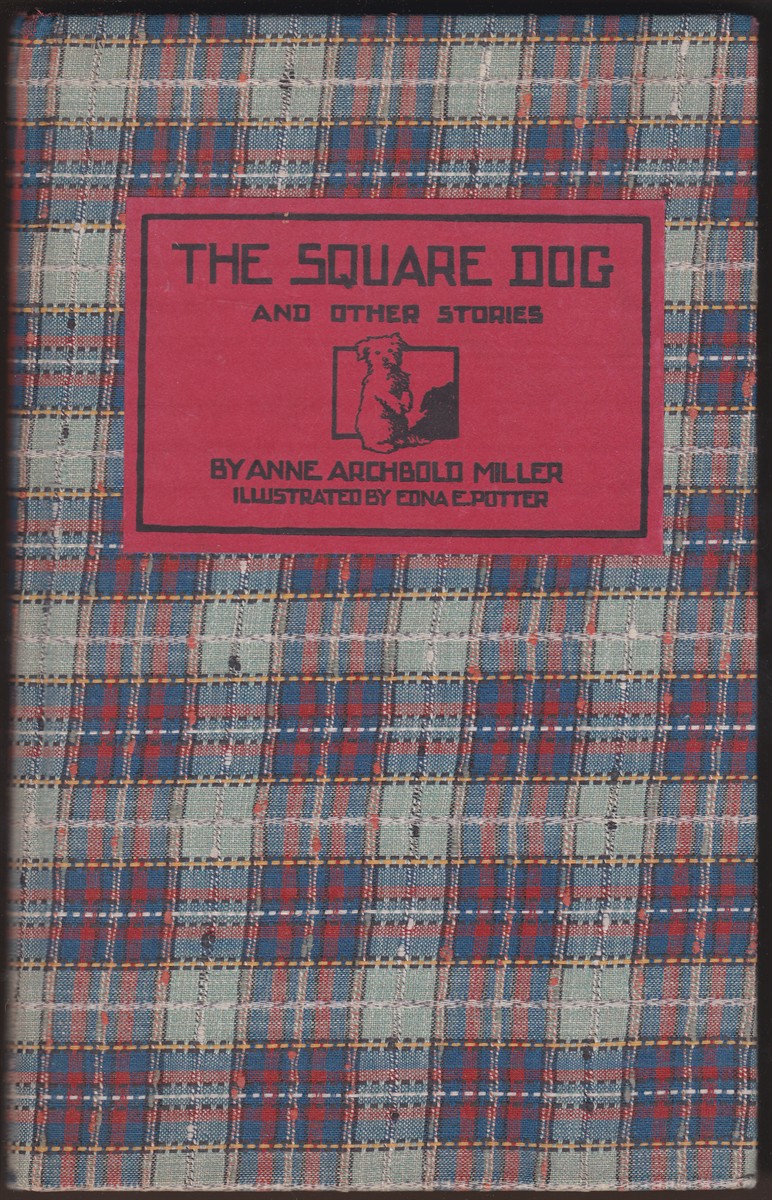 THE SQUARE DOG
AND OTHER STORIES
BY ANNE ARCHBOLD MILLER
ILLUSTRATED BY EDNA E. POTTER